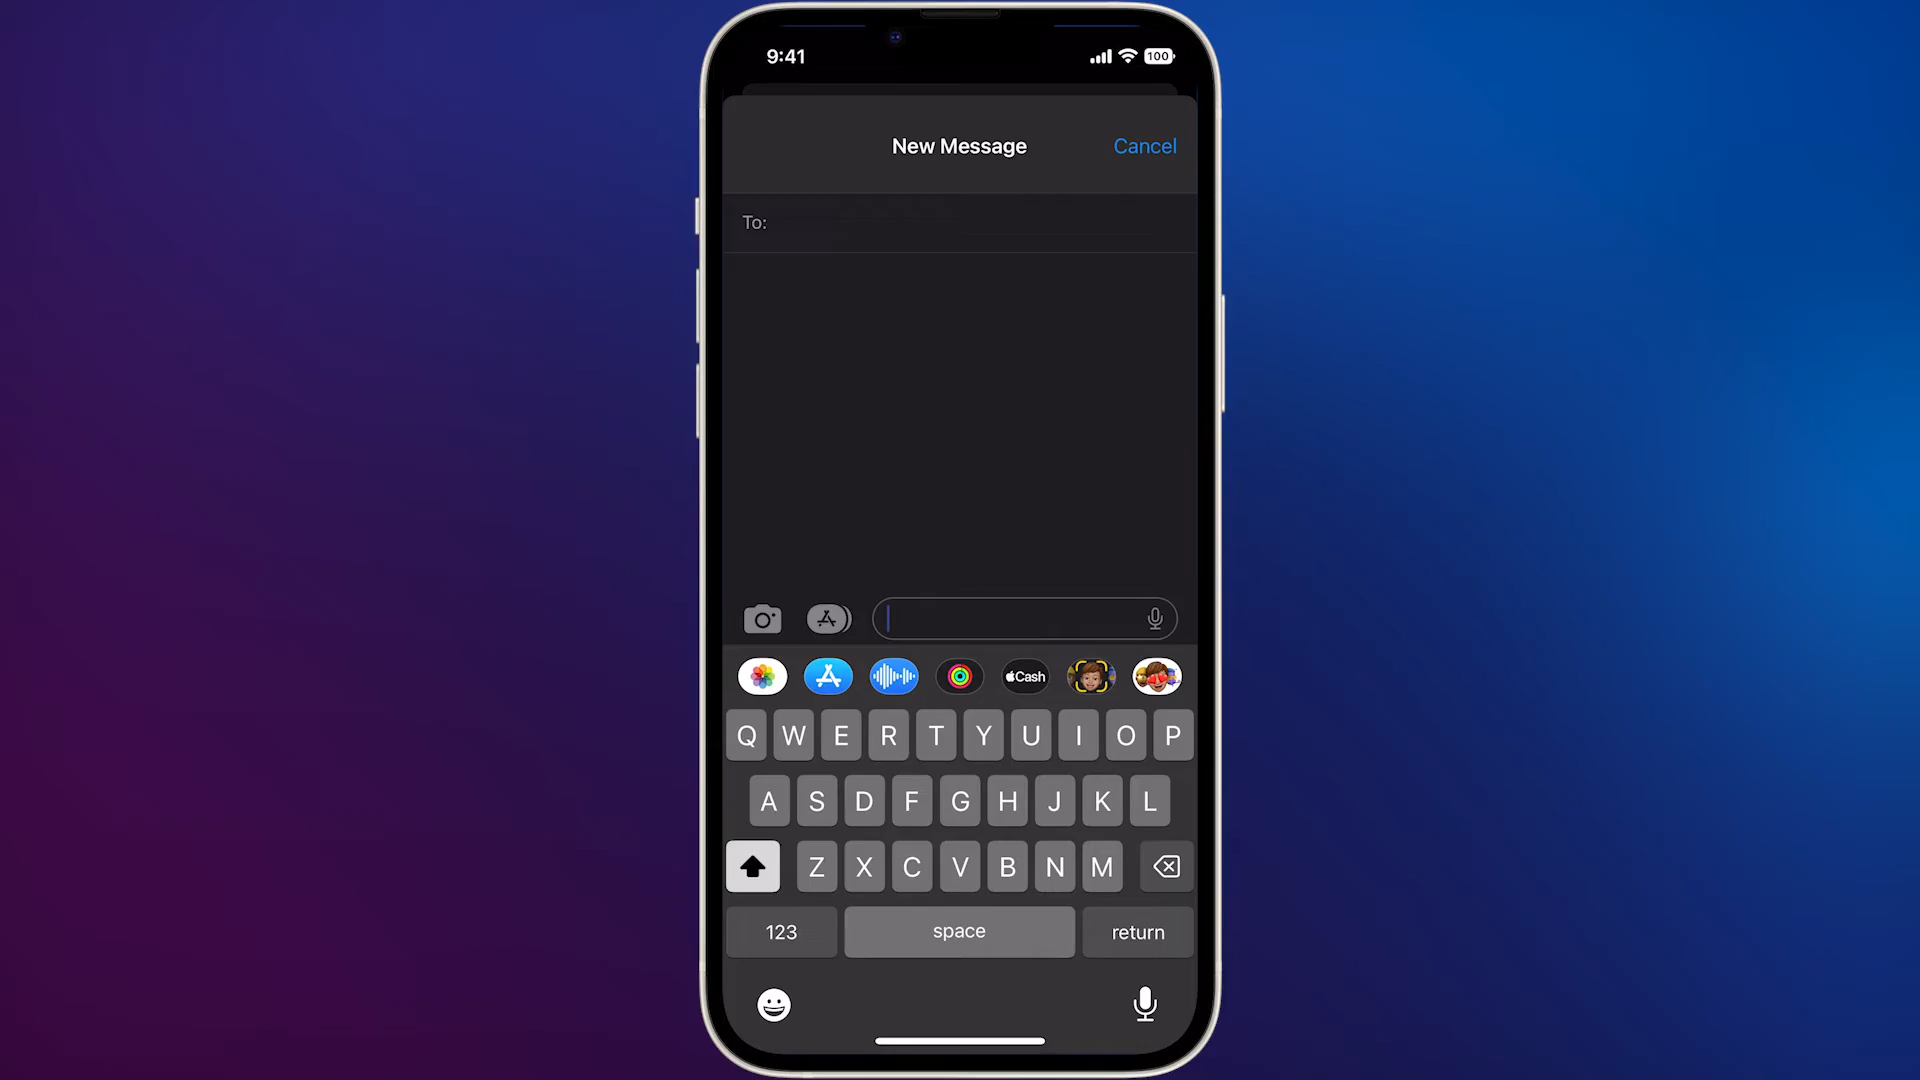 9:41
100
New Message
Cancel
To:
Cash
Q W E R T Y U I O P
A S D F G H J K L
Z X C V B N M
123 space return